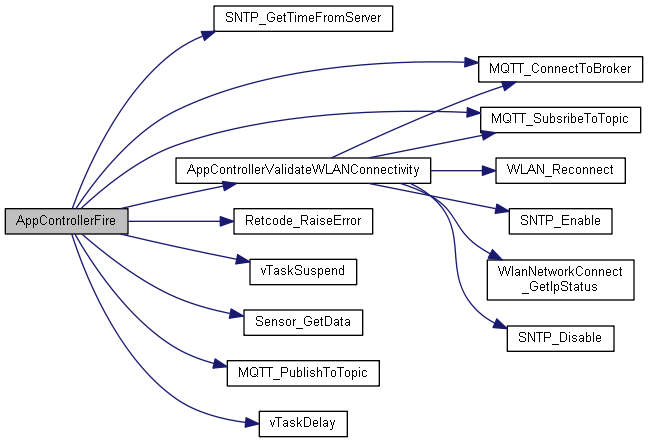 SNTP_GetTimeFromServer
MQTT_ConnectToBroker
MQTT_SubsribeToTopic
AppControllerValidateWLANConnectivity
WLAN_Reconnect
AppControllerFire
Retcode_RaiseError
SNTP_Enable
vTaskSuspend
WlanNetworkConnect
_GetIpStatus
Sensor_GetData
SNTP_Disable
MQTT_PublishToTopic
vTaskDelay